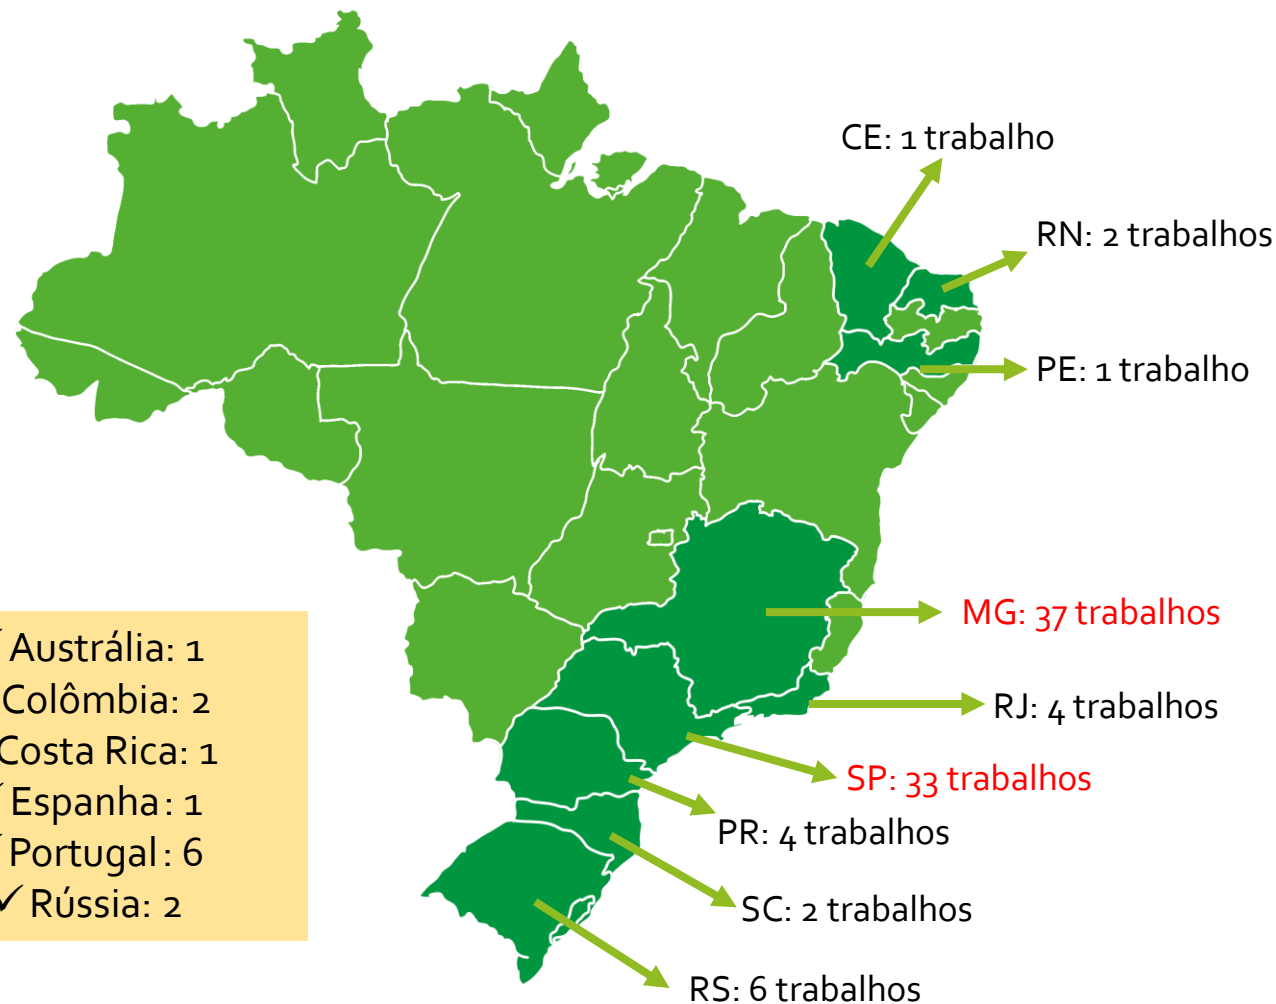 CE: 1 trabalho
RN: 2 trabalhos
PE: 1 trabalho
MG: 37 trabalhos
RJ: 4 trabalhos
SP: 33 trabalhos
PR: 4 trabalhos
SC: 2 trabalhos
RS: 6 trabalhos
Austrália: 1
Colômbia: 2
Costa Rica: 1
Espanha: 1
Portugal: 6
✓ Rússia: 2